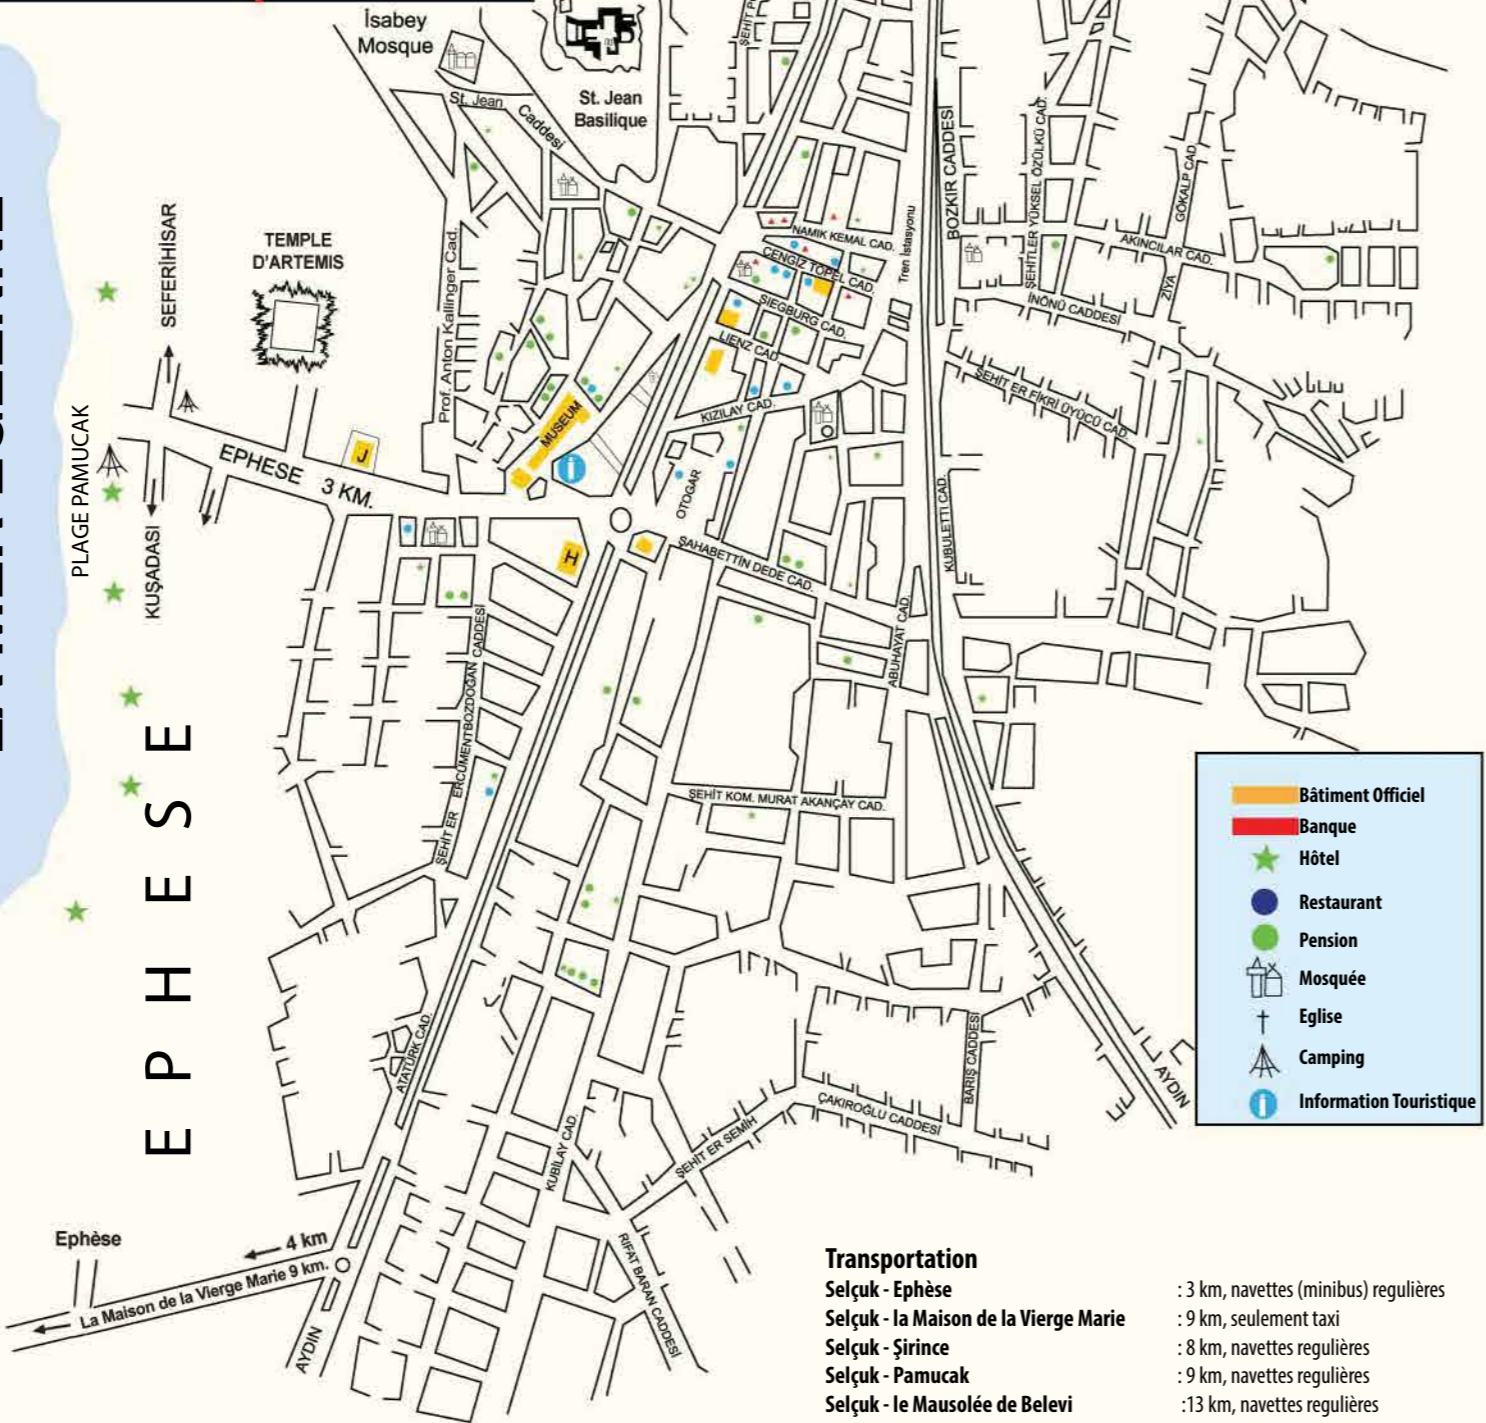 İsabey
Mosque
St. Jean
Basilique
St. Jean Caddesi
SEFERİHİSAR
TEMPLE
D'ARTEMIS
Prof. Anton Kallinger Cad.
NAMIK KEMAL CAD.
CENGİZ TOPEL CAD.
SIEGBURG CAD.
LIENZ CAD
KIZILAY CAD.
Tren İstasyonu
BOZKIR CADDESİ
ŞEHİTLER YÜKSEL ÖZÜLKÜ CAD.
GÖKALP CAD
ZİYA
AKINCILAR CAD.
İNÖNÜ CADDESİ
ŞEHİT ER FİKRİ ÜYÜCÜ CAD.
PLAGE PAMUCAK
KUŞADASI
EPHESE 3 KM.
J
MUSEUM
i
H
OTOGAR
ŞAHABETTİN DEDE CAD.
KUBULETTİ CAD.
ABUHAYAT CAD.
EPHESE
ŞEHİT ER ERCÜMENT BOZDOĞAN CADDESİ
ŞEHİT KOM. MURAT AKANÇAY CAD.
ATATÜRK CAD.
KUBİLAY CAD.
ŞEHİT ER SEMİH
RIFAT BARAN CADDESİ
ÇAKIROĞLU CADDESİ
BARIŞ CADDESİ
AYDIN
Bâtiment Officiel
Banque
Hôtel
Restaurant
Pension
Mosquée
Eglise
Camping
Information Touristique
Ephèse
4 km
La Maison de la Vierge Marie 9 km.
AYDIN
Transportation
Selçuk - Ephèse : 3 km, navettes (minibus) regulières
Selçuk - la Maison de la Vierge Marie : 9 km, seulement taxi
Selçuk - Şirince : 8 km, navettes regulières
Selçuk - Pamucak : 9 km, navettes regulières
Selçuk - le Mausolée de Belevi :13 km, navettes regulières